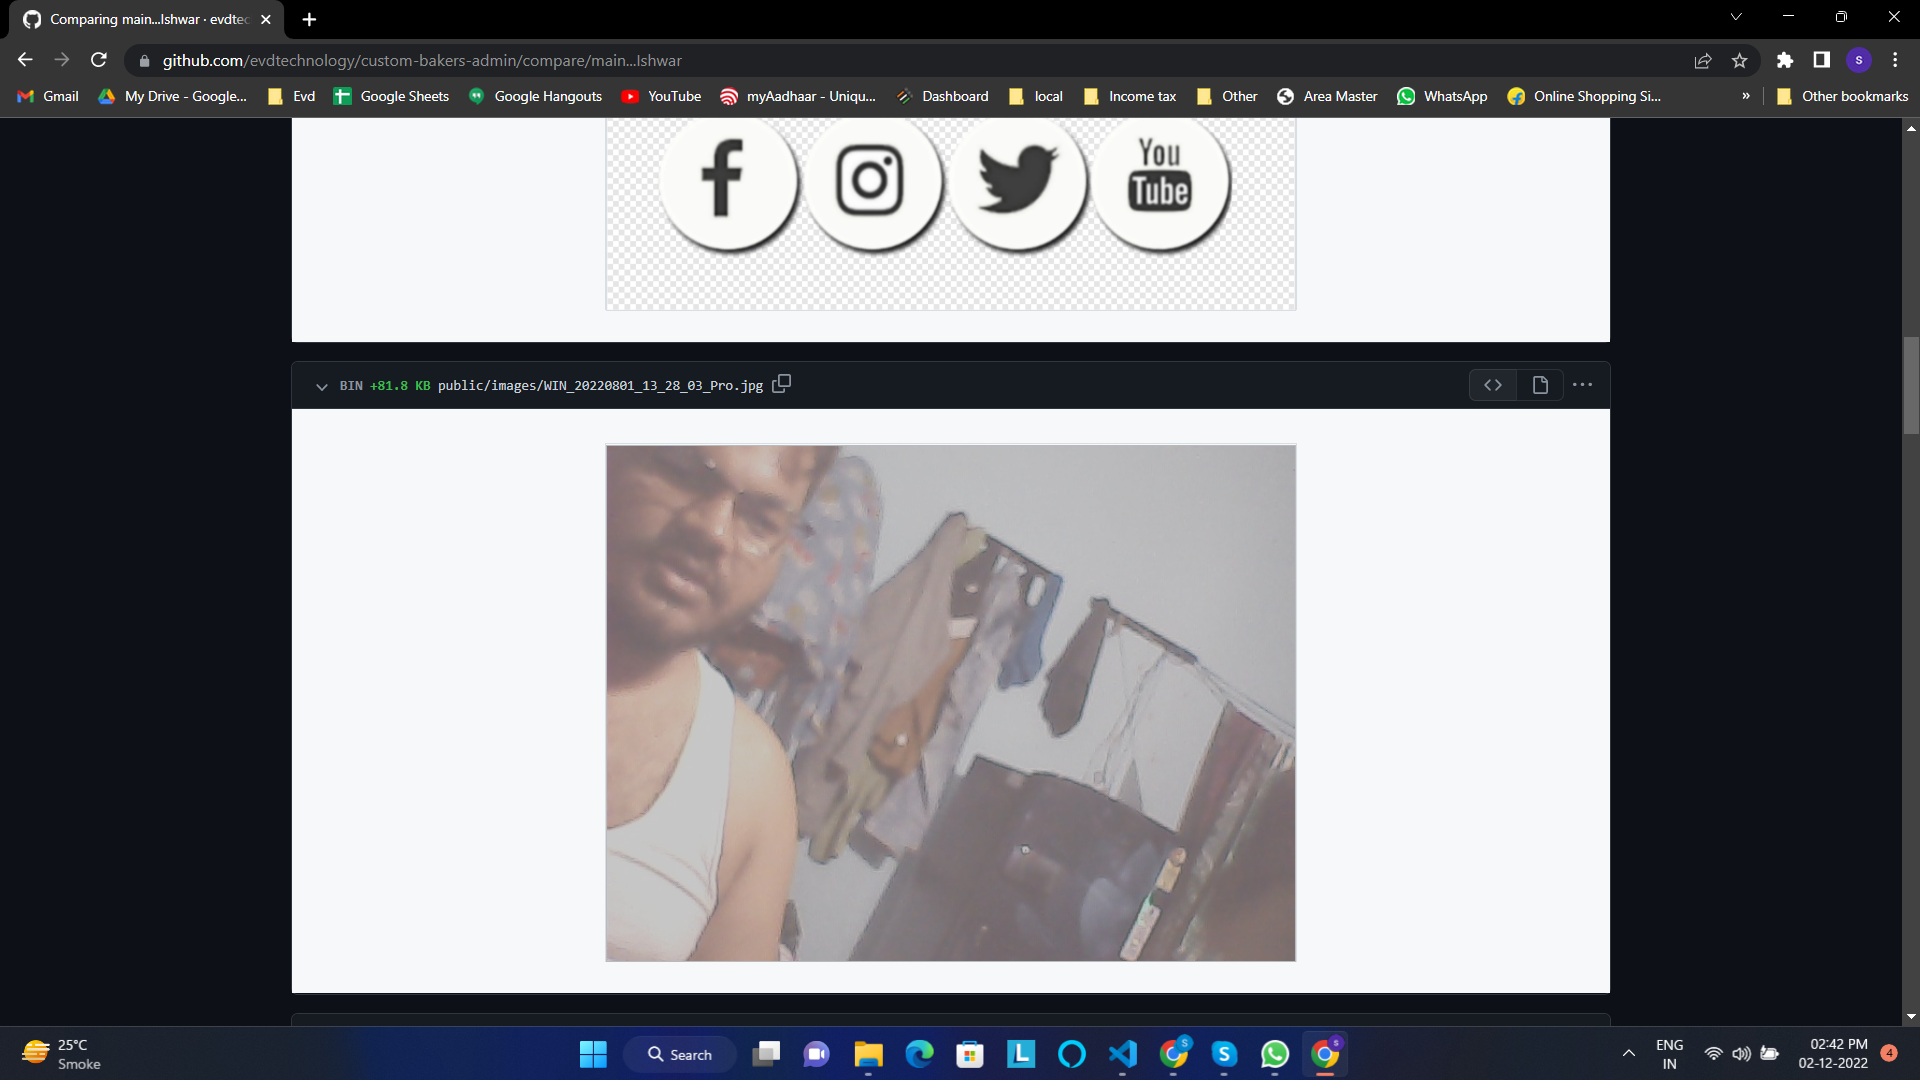 Comparing main...Ishwar · evdtec
github.com/evdtechnology/custom-bakers-admin/compare/main...Ishwar
S
Gmail
My Drive - Google...
Evd
Google Sheets
Google Hangouts
YouTube
myAadhaar - Uniqu...
Dashboard
local
Income tax
Other
Area Master
WhatsApp
Online Shopping Si...
»
Other bookmarks
You
Tube
BIN +81.8 KB public/images/WIN_20220801_13_28_03_Pro.jpg
25°C
Smoke
Search
ENG
IN
02:42 PM
02-12-2022
4